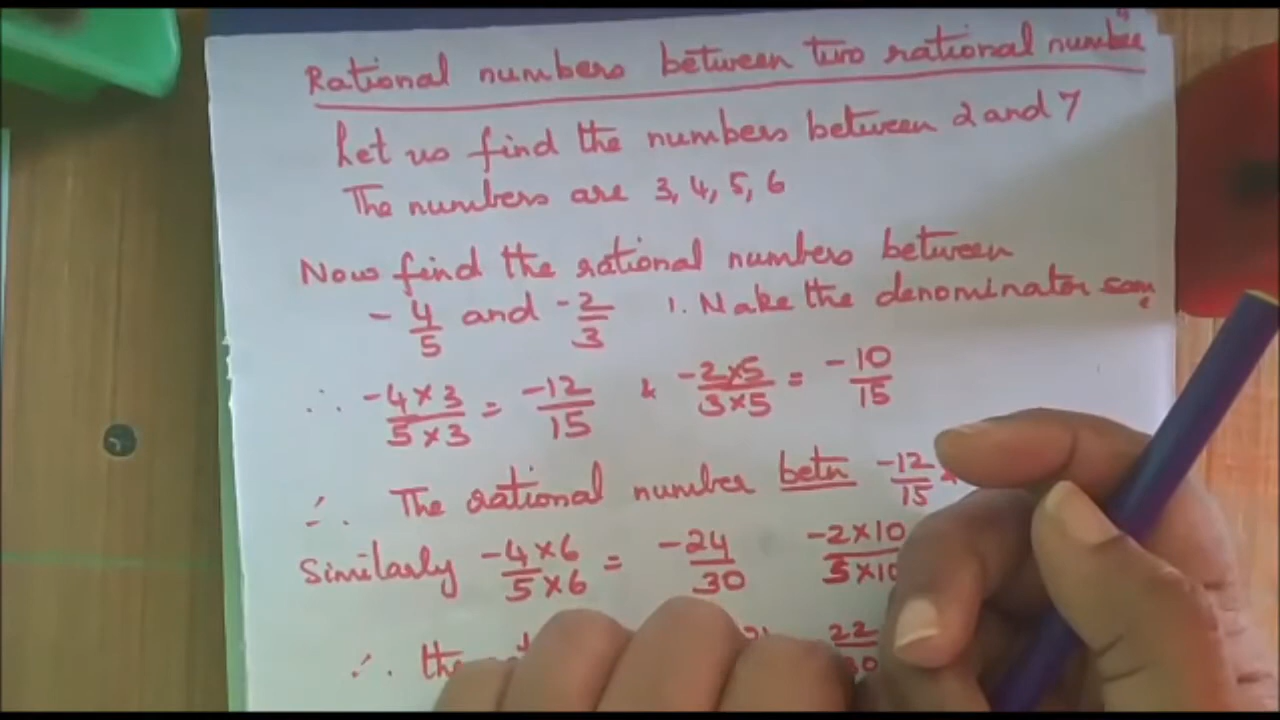 Rational numbers between two rational number
Let us find the numbers between 2 and 7
The numbers are 3, 4, 5, 6
Now find the rational numbers between
-4/5 and -2/3 1. Make the denominator same
∴ -4×3/5×3 = -12/15 & -2×5/3×5 = -10/15
∴ The rational number betn -12/15
Similarly -4×6/5×6 = -24/30 -2×10/3×10
∴ the 22/30